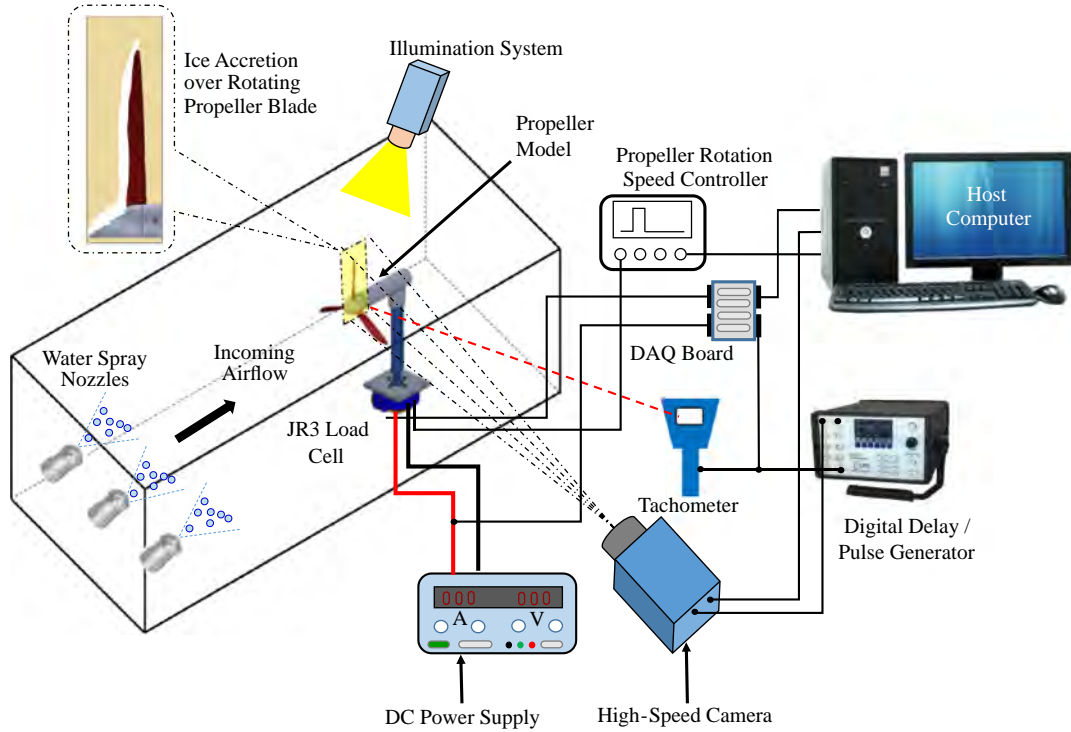 Illumination System
Ice Accretion
over Rotating
Propeller Blade
Propeller
Model
Propeller Rotation
Speed Controller
Host
Computer
Water Spray
Nozzles
Incoming
Airflow
DAQ Board
JR3 Load
Cell
Tachometer
Digital Delay /
Pulse Generator
000 000
A V
DC Power Supply
High-Speed Camera